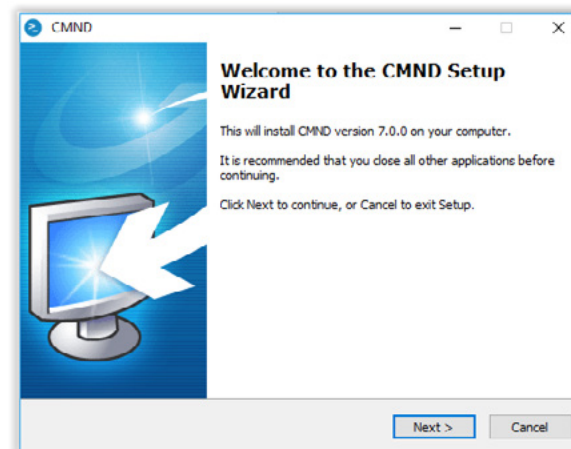 CMND
Welcome to the CMND Setup
Wizard
This will install CMND version 7.0.0 on your computer.
It is recommended that you close all other applications before
continuing.
Click Next to continue, or Cancel to exit Setup.
Next >
Cancel